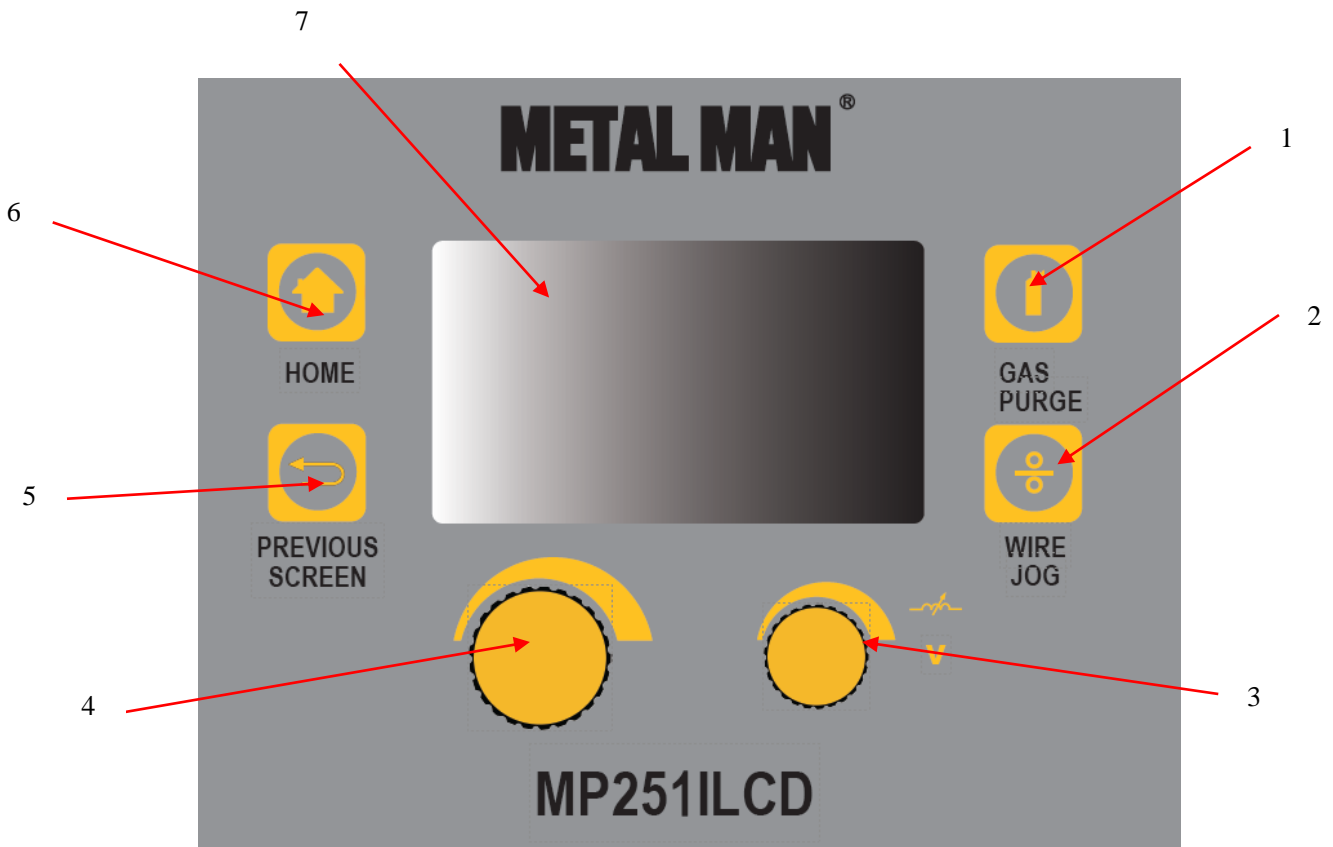 7
METAL MAN®
1
6
2
HOME
GAS
PURGE
5
PREVIOUS
SCREEN
WIRE
JOG
V
4
3
MP251ILCD